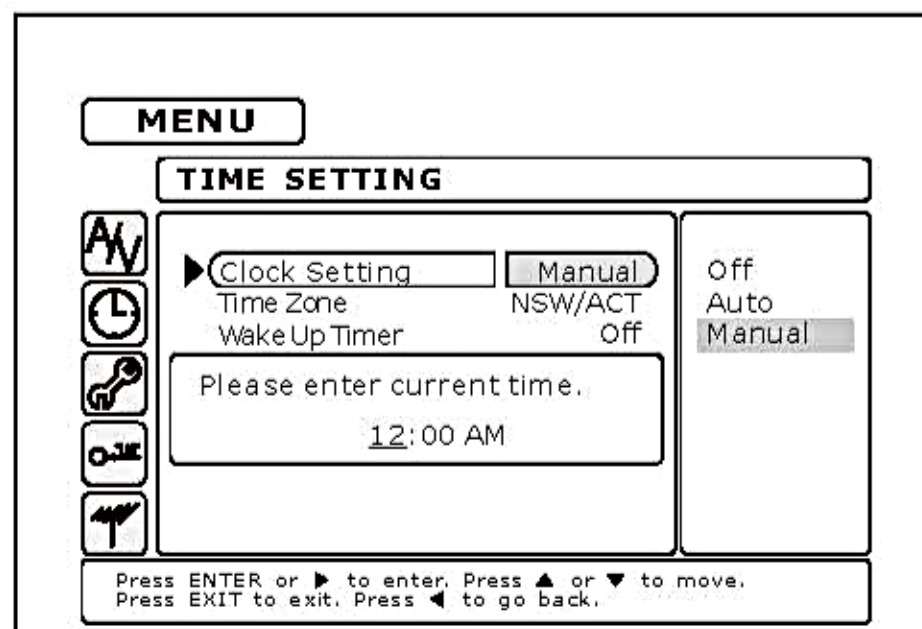 MENU
TIME SETTING
Clock Setting Manual
Time Zone NSW/ACT
Wake Up Timer Off
Off
Auto
Manual
Please enter current time.
12:00 AM
A/V
Press ENTER or ▶ to enter. Press ▲ or ▼ to move.
Press EXIT to exit. Press ◀ to go back.